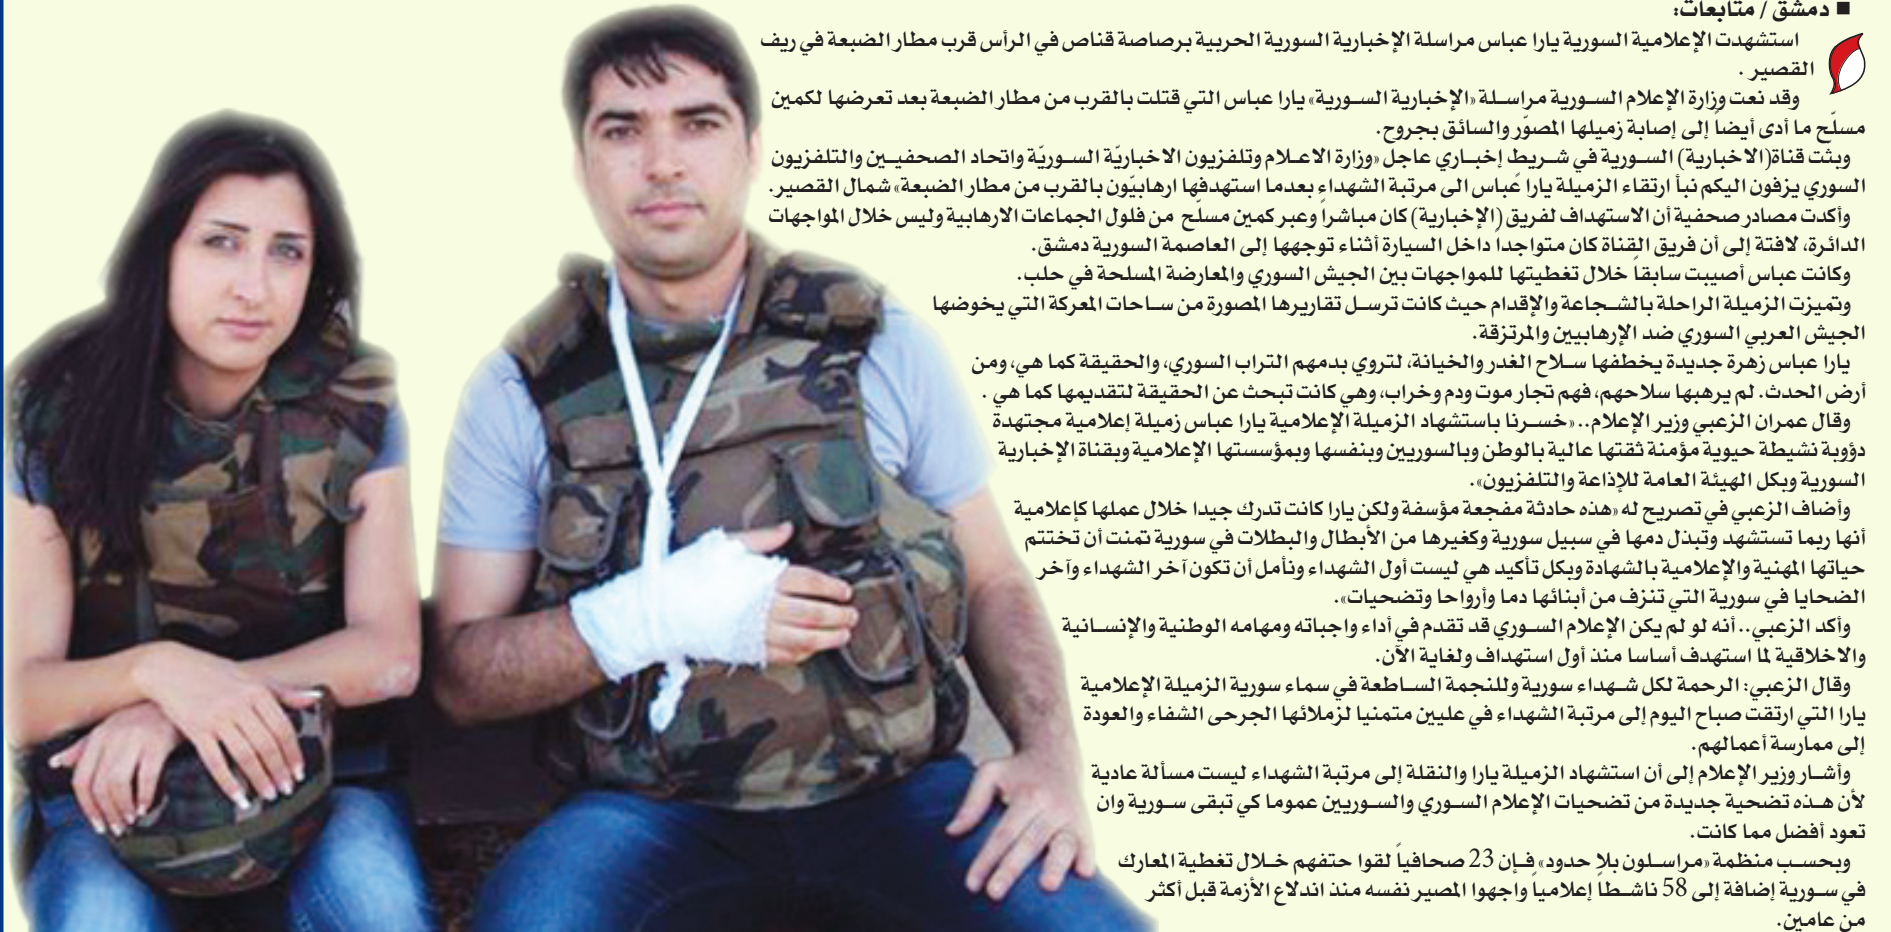 ■ دمشق / متابعات:
استشهدت الإعلامية السورية يارا عباس مراسلة الإخبارية السورية الحربية برصاصة قناص في الرأس قرب مطار الضبعة في ريف
القصير .
وقد نعت وزارة الإعلام السورية مراسلة «الإخبارية السورية» يارا عباس التي قتلت بالقرب من مطار الضبعة بعد تعرضها لكمين
مسلّح ما أدى أيضاً إلى إصابة زميلها المصوّر والسائق بجروح.
وبثت قناة(الاخبارية) السورية في شريط إخباري عاجل «وزارة الاعلام وتلفزيون الاخباريّة السوريّة واتحاد الصحفيين والتلفزيون
السوري يزفون اليكم نبأ ارتقاء الزميلة يارا عباس الى مرتبة الشهداء بعدما استهدفها ارهابيّون بالقرب من مطار الضبعة» شمال القصير.
وأكدت مصادر صحفية أن الاستهداف لفريق (الإخبارية) كان مباشراً وعبر كمين مسلّح من فلول الجماعات الارهابية وليس خلال المواجهات
الدائرة، لافتة إلى أن فريق القناة كان متواجدا داخل السيارة أثناء توجهها إلى العاصمة السورية دمشق.
وكانت عباس أصيبت سابقاً خلال تغطيتها للمواجهات بين الجيش السوري والمعارضة المسلحة في حلب.
وتميزت الزميلة الراحلة بالشجاعة والإقدام حيث كانت ترسل تقاريرها المصورة من ساحات المعركة التي يخوضها
الجيش العربي السوري ضد الإرهابيين والمرتزقة.
يارا عباس زهرة جديدة يخطفها سلاح الغدر والخيانة، لتروي بدمهم التراب السوري، والحقيقة كما هي، ومن
أرض الحدث. لم يرهبها سلاحهم، فهم تجار موت ودم وخراب، وهي كانت تبحث عن الحقيقة لتقديمها كما هي .
وقال عمران الزعبي وزير الإعلام.. «خسرنا باستشهاد الزميلة الإعلامية يارا عباس زميلة إعلامية مجتهدة
دؤوبة نشيطة حيوية مؤمنة ثقتها عالية بالوطن وبالسوريين وبنفسها وبمؤسستها الإعلامية وبقناة الإخبارية
السورية وبكل الهيئة العامة للإذاعة والتلفزيون».
وأضاف الزعبي في تصريح له «هذه حادثة مفجعة مؤسفة ولكن يارا كانت تدرك جيدا خلال عملها كإعلامية
أنها ربما تستشهد وتبذل دمها في سبيل سورية وكغيرها من الأبطال والبطلات في سورية تمنت أن تختتم
حياتها المهنية والإعلامية بالشهادة وبكل تأكيد هي ليست أول الشهداء ونأمل أن تكون آخر الشهداء وآخر
الضحايا في سورية التي تنزف من أبنائها دما وأرواحا وتضحيات».
وأكد الزعبي.. أنه لو لم يكن الإعلام السوري قد تقدم في أداء واجباته ومهامه الوطنية والإنسانية
والاخلاقية لما استهدف أساسا منذ أول استهداف ولغاية الآن.
وقال الزعبي: الرحمة لكل شهداء سورية وللنجمة الساطعة في سماء سورية الزميلة الإعلامية
يارا التي ارتقت صباح اليوم إلى مرتبة الشهداء في عليين متمنيا لزملائها الجرحى الشفاء والعودة
إلى ممارسة أعمالهم.
وأشار وزير الإعلام إلى أن استشهاد الزميلة يارا والنقلة إلى مرتبة الشهداء ليست مسألة عادية
لأن هذه تضحية جديدة من تضحيات الإعلام السوري والسوريين عموما كي تبقى سورية وان
تعود أفضل مما كانت.
وبحسب منظمة «مراسلون بلا حدود» فإن 23 صحافياً لقوا حتفهم خلال تغطية المعارك
في سورية إضافة إلى 58 ناشطاً إعلامياً واجهوا المصير نفسه منذ اندلاع الأزمة قبل أكثر
من عامين.